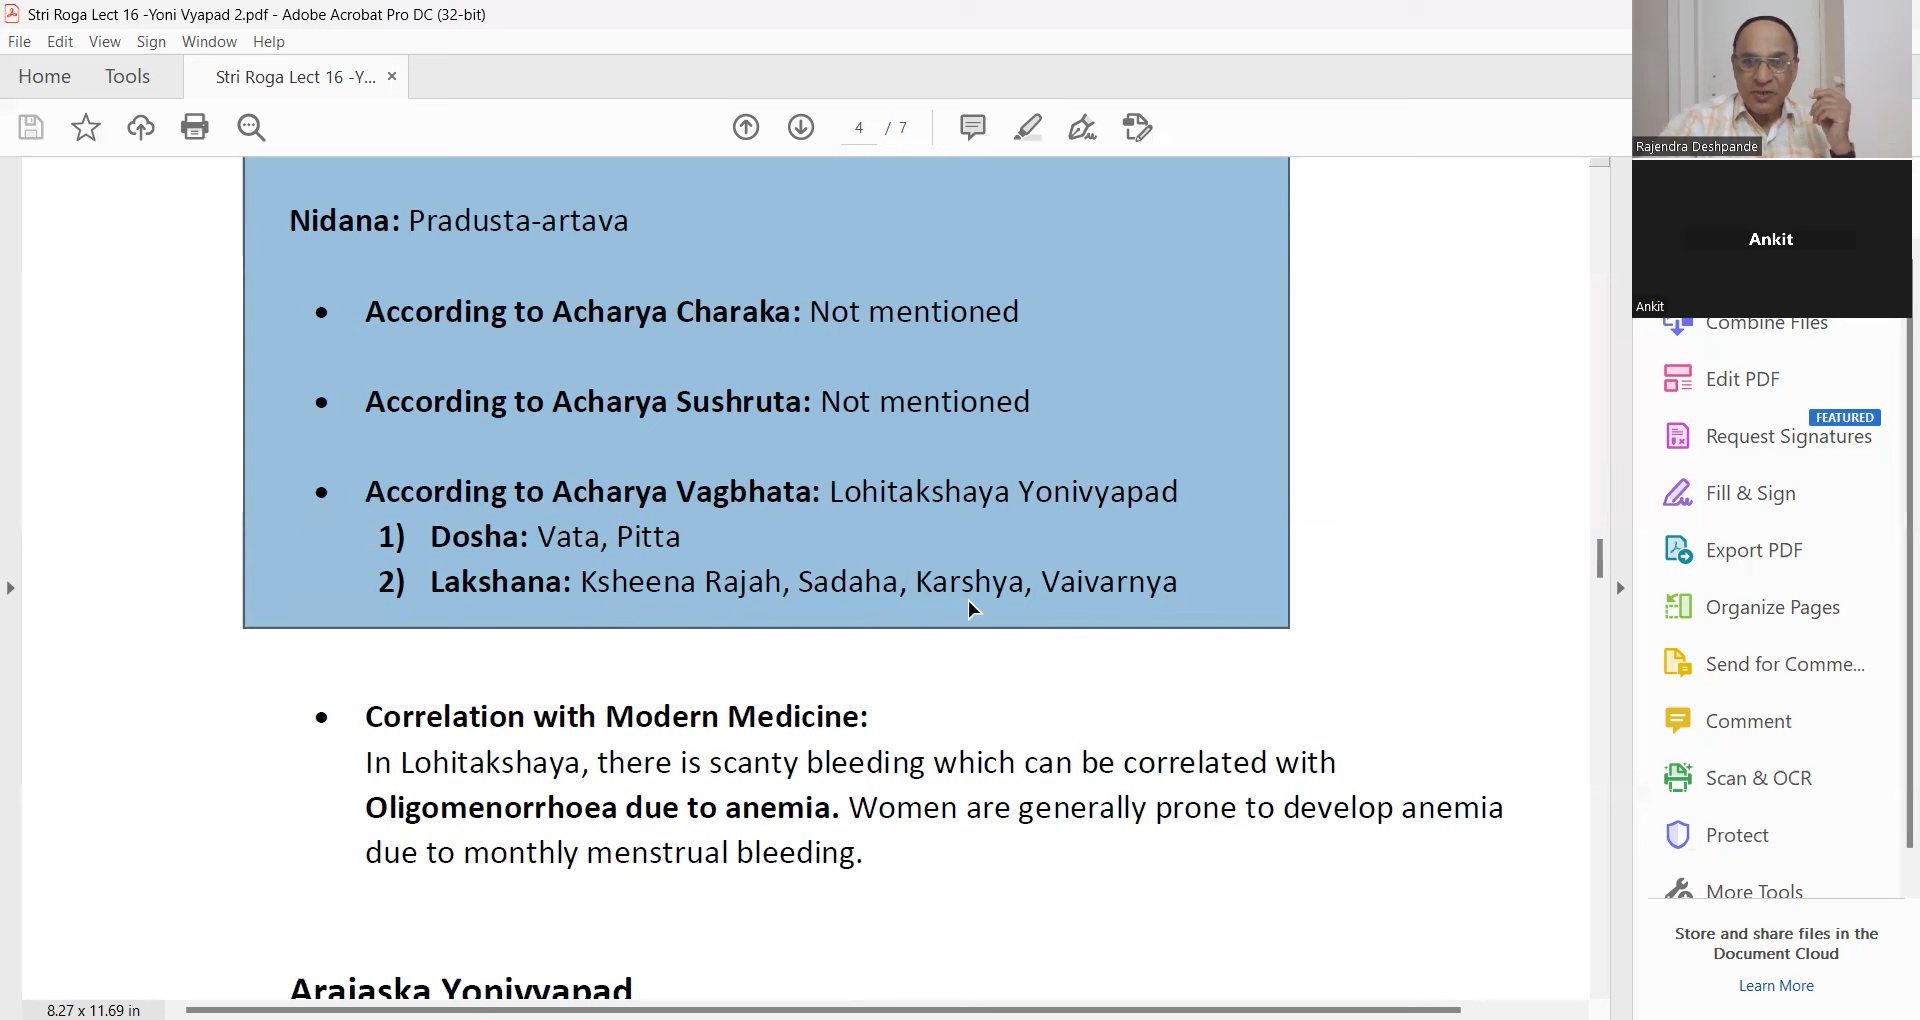 Stri Roga Lect 16 -Yoni Vyapad 2.pdf - Adobe Acrobat Pro DC (32-bit)
File Edit View Sign Window Help
Home Tools Stri Roga Lect 16 -Y... ×
4 / 7
Nidana: Pradusta-artava
• According to Acharya Charaka: Not mentioned
• According to Acharya Sushruta: Not mentioned
• According to Acharya Vagbhata: Lohitakshaya Yonivyapad
1) Dosha: Vata, Pitta
2) Lakshana: Ksheena Rajah, Sadaha, Karshya, Vaivarnya
• Correlation with Modern Medicine:
In Lohitakshaya, there is scanty bleeding which can be correlated with
Oligomenorrhoea due to anemia. Women are generally prone to develop anemia
due to monthly menstrual bleeding.
Arajaska Yonivyapad
8.27 x 11.69 in
Rajendra Deshpande
Ankit
Ankit
Combine Files
Edit PDF
FEATURED
Request Signatures
Fill & Sign
Export PDF
Organize Pages
Send for Comme...
Comment
Scan & OCR
Protect
More Tools
Store and share files in the
Document Cloud
Learn More